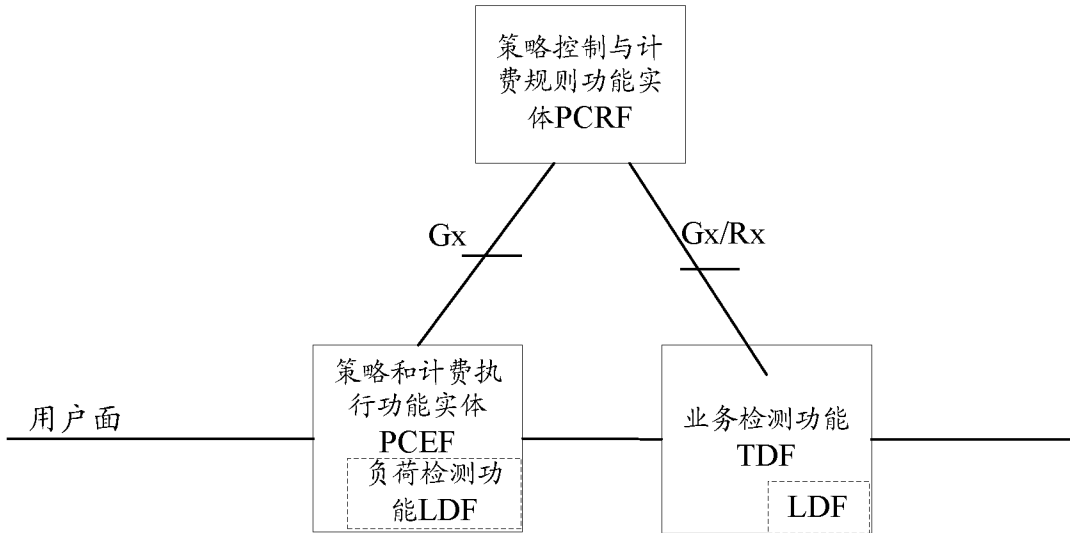 策略控制与计
费规则功能实
体PCRF
Gx
Gx/Rx
用户面
策略和计费执
行功能实体
PCEF
负荷检测功
能LDF
业务检测功能
TDF
LDF